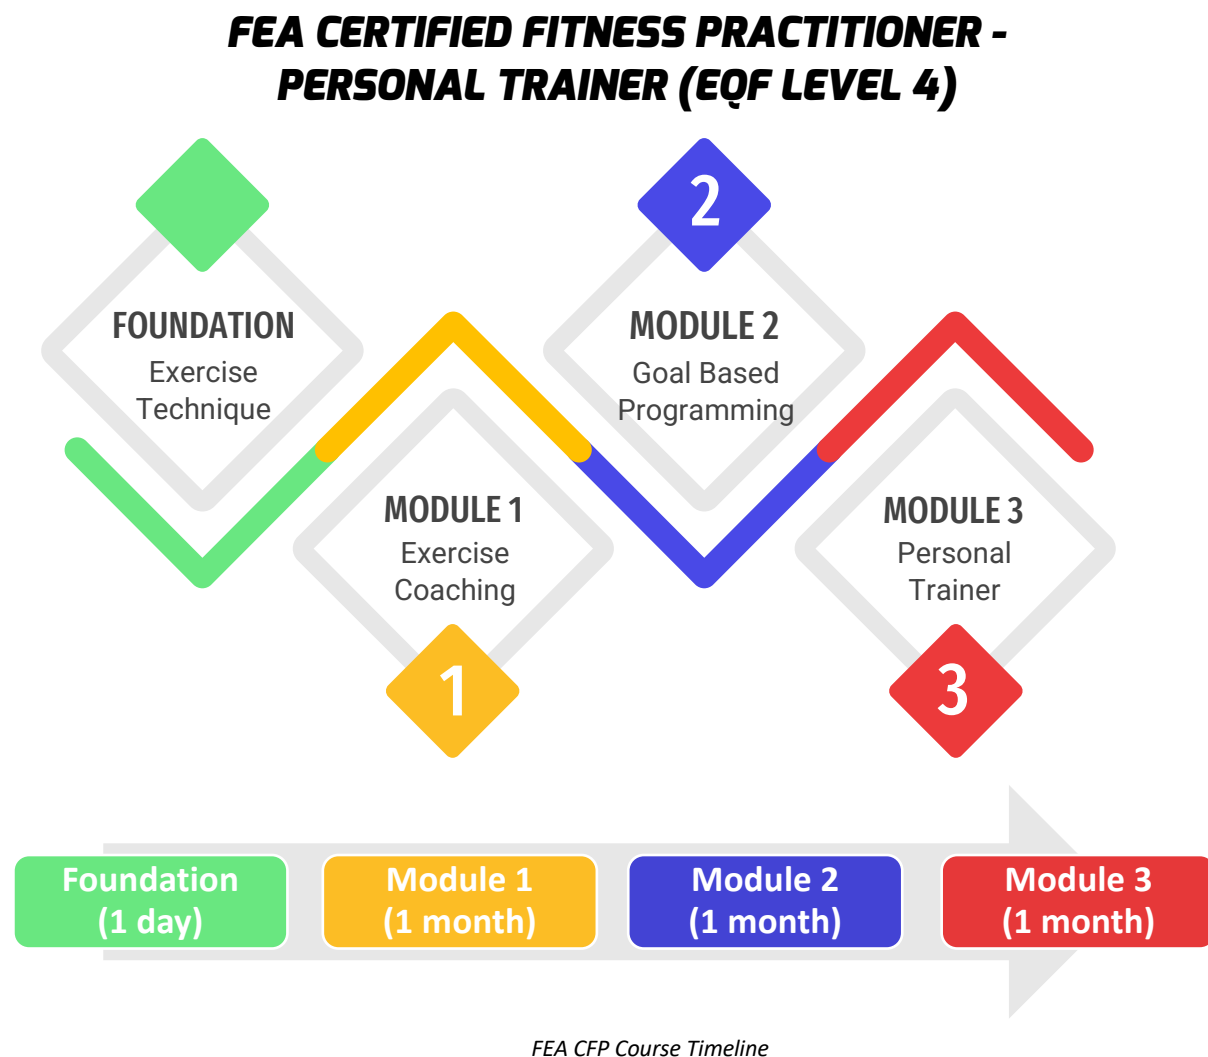 FEA CERTIFIED FITNESS PRACTITIONER -
PERSONAL TRAINER (EQF LEVEL 4)
FOUNDATION
Exercise
Technique
1
MODULE 1
Exercise
Coaching
2
MODULE 2
Goal Based
Programming
MODULE 3
Personal
Trainer
3
Foundation
(1 day)
Module 1
(1 month)
Module 2
(1 month)
Module 3
(1 month)
FEA CFP Course Timeline